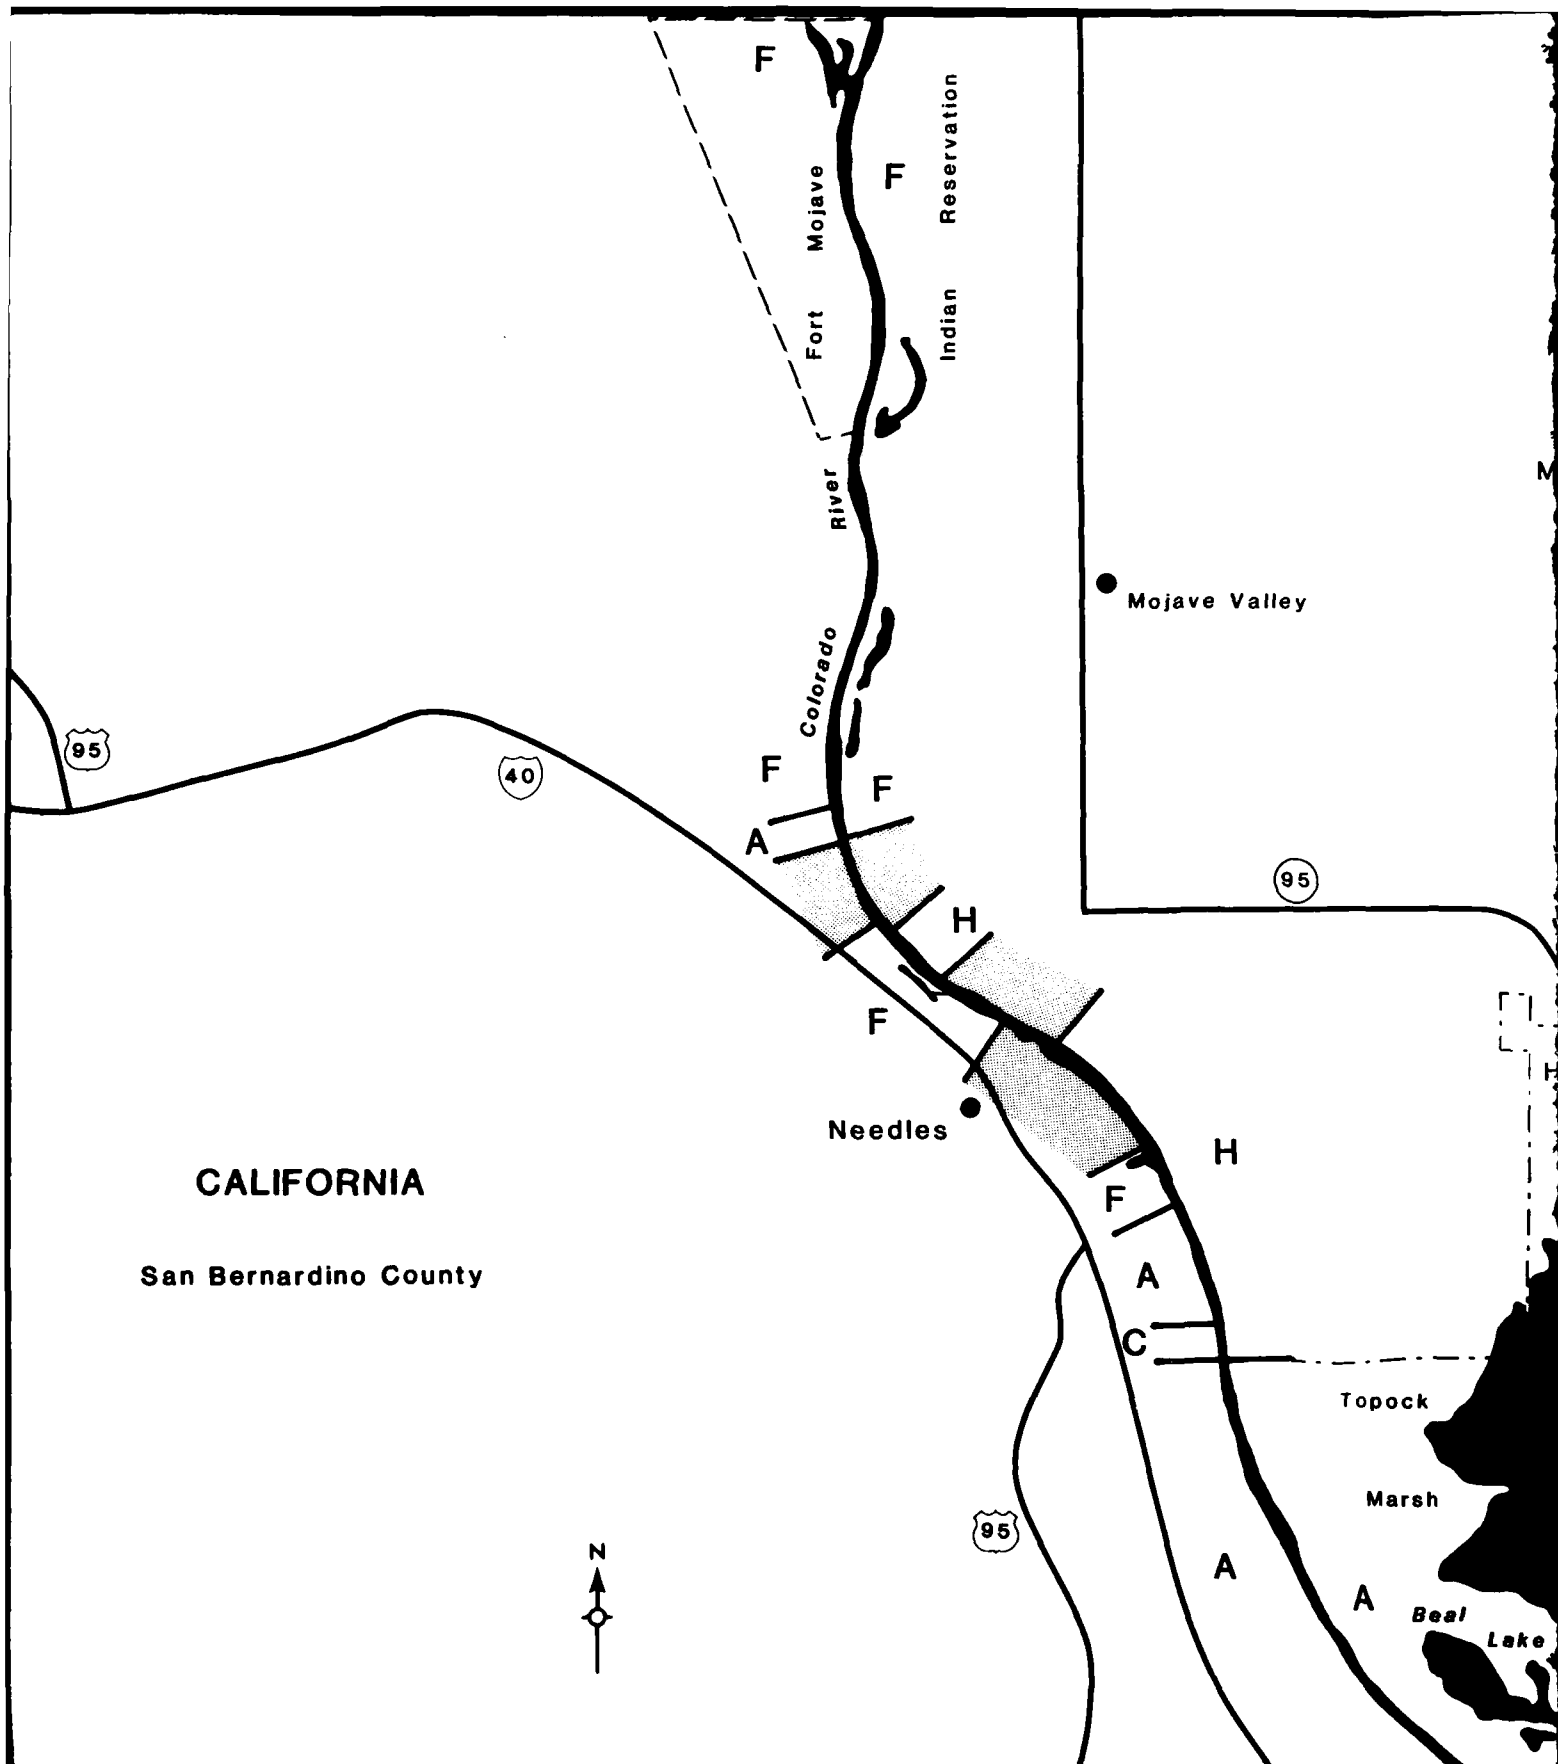 F
Reservation
F
Fort Mojave
Indian
M
River
Mojave Valley
Colorado
95
40
F
F
A
95
H
F
H
Needles
H
CALIFORNIA
F
San Bernardino County
A
C
Topock
Marsh
95
N
A
A
Beal
Lake